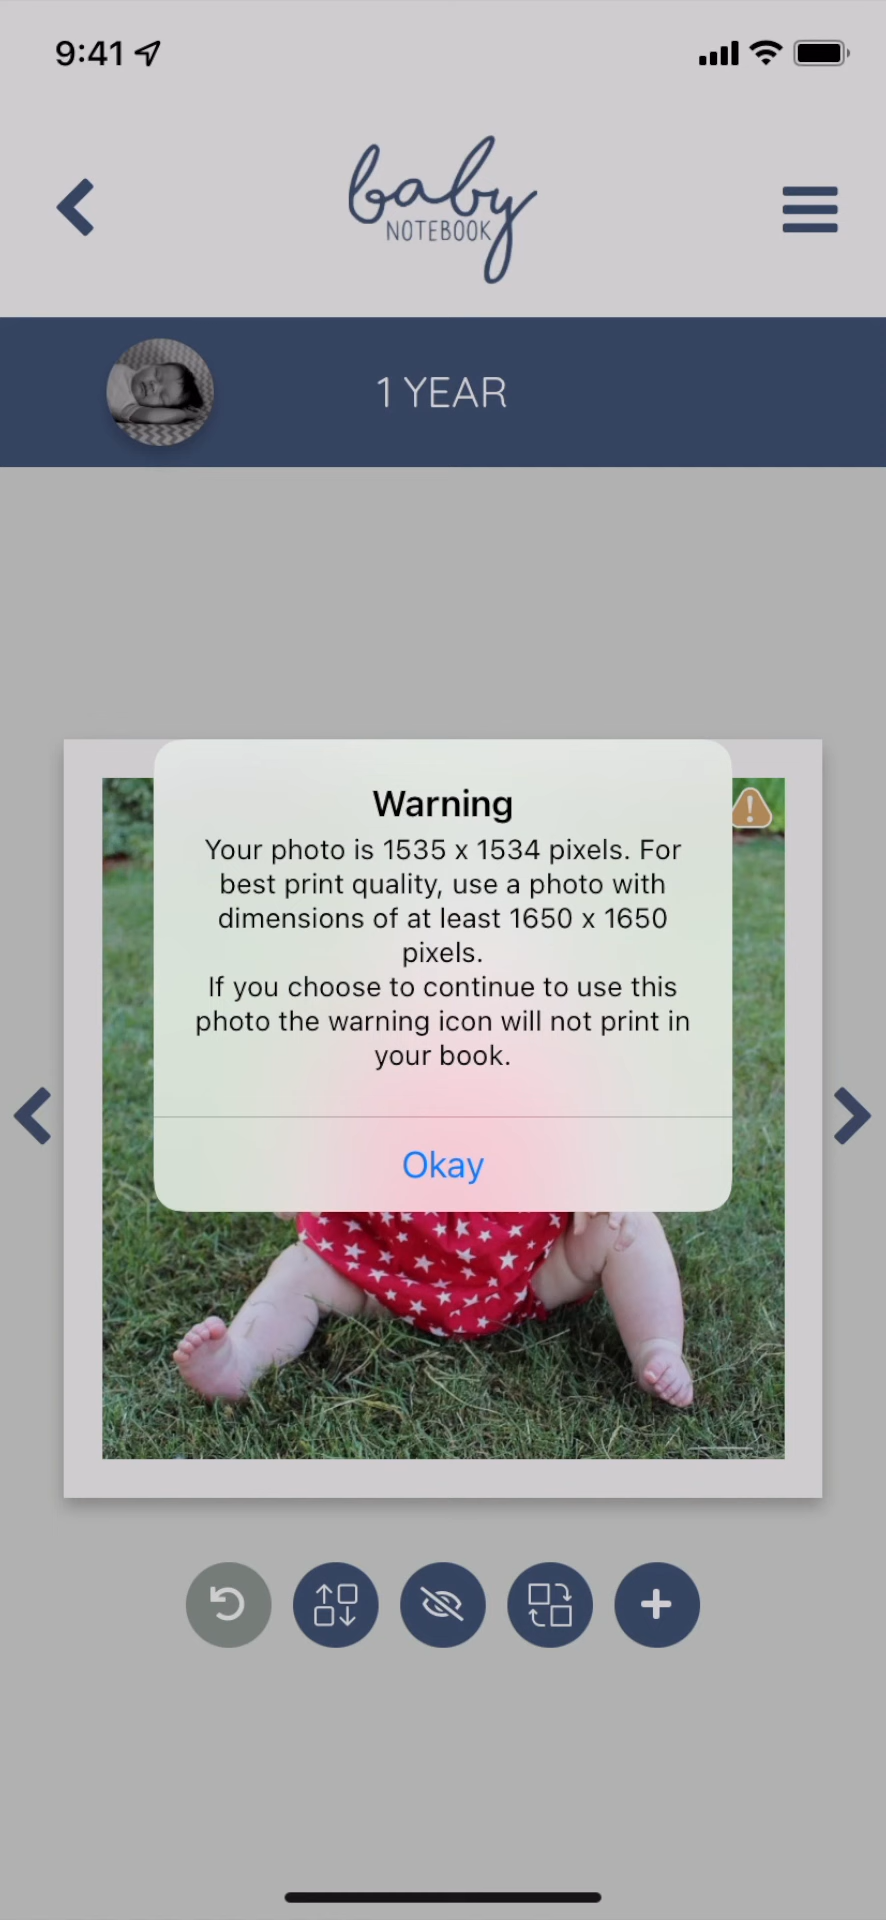 9:41
baby
NOTEBOOK
1 YEAR
Warning
Your photo is 1535 x 1534 pixels. For
best print quality, use a photo with
dimensions of at least 1650 x 1650
pixels.
If you choose to continue to use this
photo the warning icon will not print in
your book.
Okay